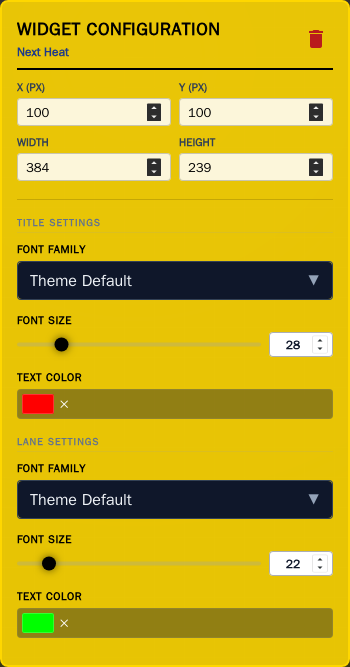 WIDGET CONFIGURATION
Next Heat
X (PX) Y (PX)
100 100
WIDTH HEIGHT
384 239
TITLE SETTINGS
FONT FAMILY
Theme Default ▼
FONT SIZE
28
TEXT COLOR
×
LANE SETTINGS
FONT FAMILY
Theme Default ▼
FONT SIZE
22
TEXT COLOR
×